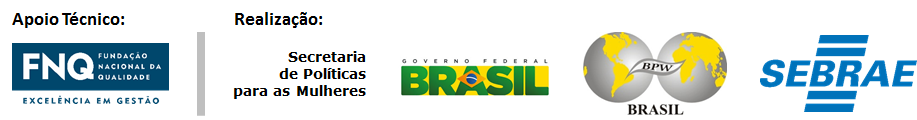 Apoio Técnico:
FNQ
FUNDAÇÃO
NACIONAL DA
QUALIDADE
EXCELÊNCIA EM GESTÃO
Realização:
Secretaria
de Políticas
para as Mulheres
GOVERNO FEDERAL
BRASIL
BPW
BRASIL
SEBRAE